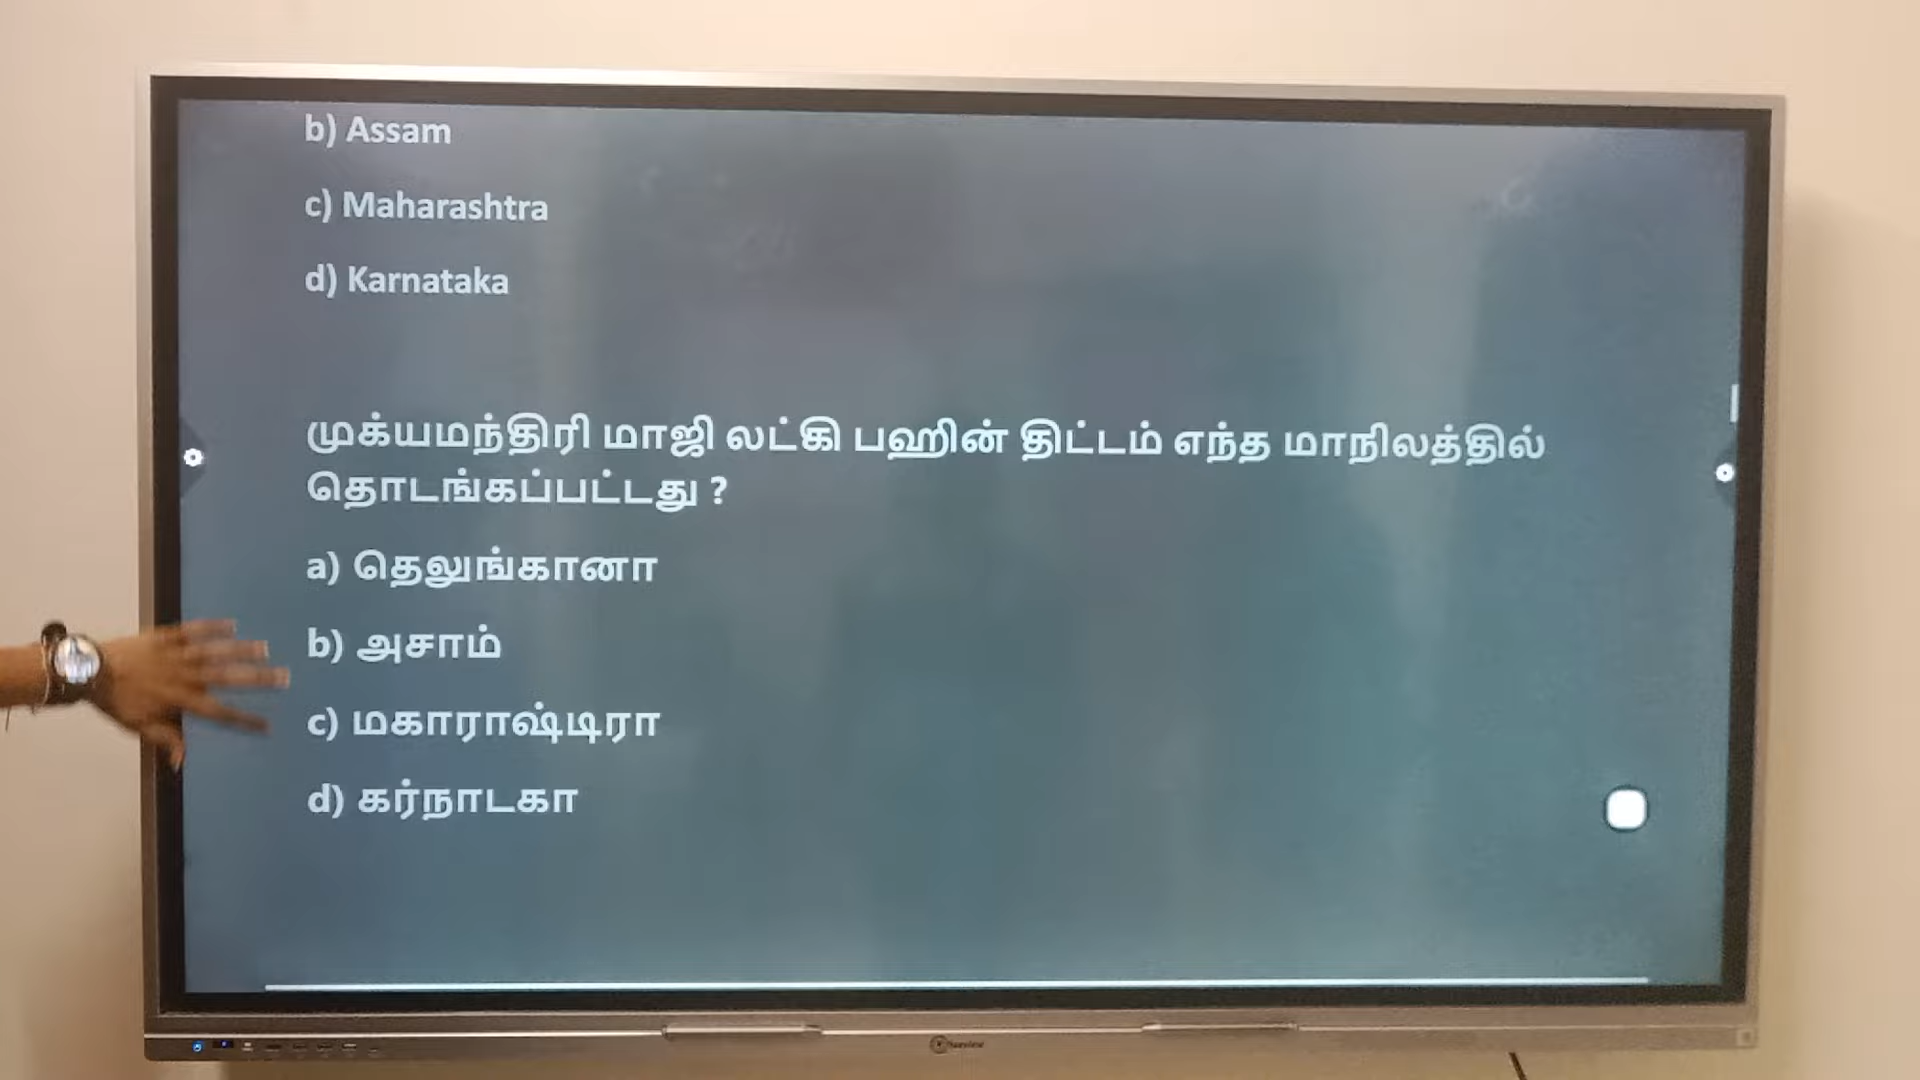 b) Assam
c) Maharashtra
d) Karnataka
முக்யமந்திரி மாஜி லட்கி பஹின் திட்டம் எந்த மாநிலத்தில்
தொடங்கப்பட்டது ?
a) தெலுங்கானா
b) அசாம்
c) மகாராஷ்டிரா
d) கர்நாடகா